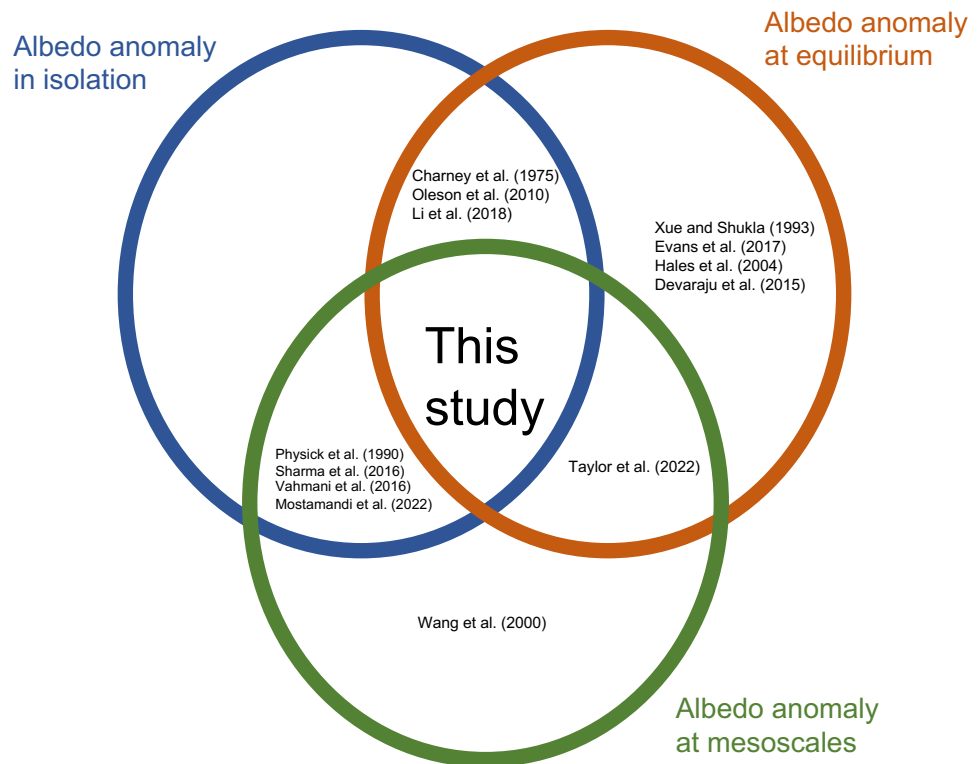 Albedo anomaly
in isolation
Albedo anomaly
at equilibrium
Charney et al. (1975)
Oleson et al. (2010)
Li et al. (2018)
Xue and Shukla (1993)
Evans et al. (2017)
Hales et al. (2004)
Devaraju et al. (2015)
This
study
Physick et al. (1990)
Sharma et al. (2016)
Vahmani et al. (2016)
Mostamandi et al. (2022)
Taylor et al. (2022)
Wang et al. (2000)
Albedo anomaly
at mesoscales